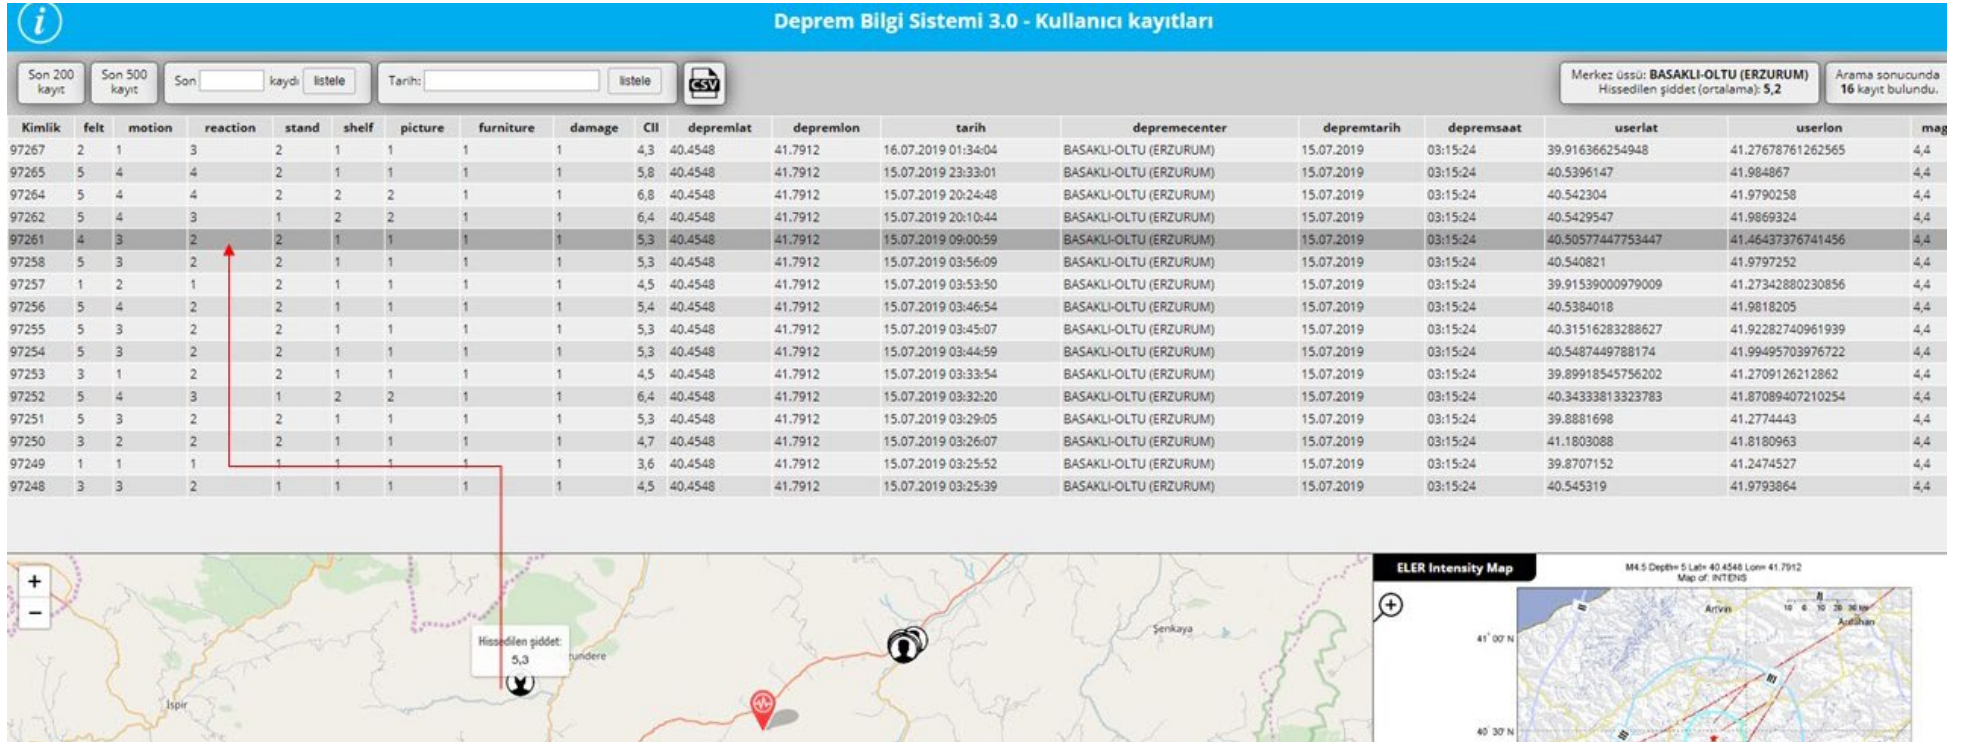 i
Deprem Bilgi Sistemi 3.0 - Kullanıcı kayıtları
Son 200 kayıt
Son 500 kayıt
Son kaydı listele
Tarih: listele
CSV
Merkez üssü: BASAKLI-OLTU (ERZURUM)
Hissedilen şiddet (ortalama): 5,2
Arama sonucunda
16 kayıt bulundu.
Kimlik felt motion reaction stand shelf picture furniture damage CII depremlat depremlon tarih depremecenter depremtarih depremsaat userlat userlon mag
97267 2 1 3 2 1 1 1 1 4,3 40.4548 41.7912 16.07.2019 01:34:04 BASAKLI-OLTU (ERZURUM) 15.07.2019 03:15:24 39.916366254948 41.27678761262565 4,4
97265 5 4 4 2 1 1 1 1 5,8 40.4548 41.7912 15.07.2019 23:33:01 BASAKLI-OLTU (ERZURUM) 15.07.2019 03:15:24 40.5396147 41.984867 4,4
97264 5 4 4 2 2 2 1 1 6,8 40.4548 41.7912 15.07.2019 20:24:48 BASAKLI-OLTU (ERZURUM) 15.07.2019 03:15:24 40.542304 41.9790258 4,4
97262 5 4 3 1 2 2 1 1 6,4 40.4548 41.7912 15.07.2019 20:10:44 BASAKLI-OLTU (ERZURUM) 15.07.2019 03:15:24 40.5429547 41.9869324 4,4
97261 4 3 2 2 1 1 1 1 5,3 40.4548 41.7912 15.07.2019 09:00:59 BASAKLI-OLTU (ERZURUM) 15.07.2019 03:15:24 40.50577447753447 41.46437376741456 4,4
97258 5 3 2 2 1 1 1 1 5,3 40.4548 41.7912 15.07.2019 03:56:09 BASAKLI-OLTU (ERZURUM) 15.07.2019 03:15:24 40.540821 41.9797252 4,4
97257 1 2 1 2 1 1 1 1 4,5 40.4548 41.7912 15.07.2019 03:53:50 BASAKLI-OLTU (ERZURUM) 15.07.2019 03:15:24 39.91539000979009 41.27342880230856 4,4
97256 5 4 2 2 1 1 1 1 5,4 40.4548 41.7912 15.07.2019 03:46:54 BASAKLI-OLTU (ERZURUM) 15.07.2019 03:15:24 40.5384018 41.9818205 4,4
97255 5 3 2 2 1 1 1 1 5,3 40.4548 41.7912 15.07.2019 03:45:07 BASAKLI-OLTU (ERZURUM) 15.07.2019 03:15:24 40.31516283288627 41.92282740961939 4,4
97254 5 3 2 2 1 1 1 1 5,3 40.4548 41.7912 15.07.2019 03:44:59 BASAKLI-OLTU (ERZURUM) 15.07.2019 03:15:24 40.5487449788174 41.99495703976722 4,4
97253 3 1 2 2 1 1 1 1 4,5 40.4548 41.7912 15.07.2019 03:33:54 BASAKLI-OLTU (ERZURUM) 15.07.2019 03:15:24 39.89918545756202 41.2709126212862 4,4
97252 5 4 3 1 2 2 1 1 6,4 40.4548 41.7912 15.07.2019 03:32:20 BASAKLI-OLTU (ERZURUM) 15.07.2019 03:15:24 40.34333813323783 41.87089407210254 4,4
97251 5 3 2 2 1 1 1 1 5,3 40.4548 41.7912 15.07.2019 03:29:05 BASAKLI-OLTU (ERZURUM) 15.07.2019 03:15:24 39.8881698 41.2774443 4,4
97250 3 2 2 2 1 1 1 1 4,7 40.4548 41.7912 15.07.2019 03:26:07 BASAKLI-OLTU (ERZURUM) 15.07.2019 03:15:24 41.1803088 41.8180963 4,4
97249 1 1 1 1 1 1 1 1 3,6 40.4548 41.7912 15.07.2019 03:25:52 BASAKLI-OLTU (ERZURUM) 15.07.2019 03:15:24 39.8707152 41.2474527 4,4
97248 3 3 2 1 1 1 1 1 4,5 40.4548 41.7912 15.07.2019 03:25:39 BASAKLI-OLTU (ERZURUM) 15.07.2019 03:15:24 40.545319 41.9793864 4,4
+
−
Hissedilen şiddet:
5,3
zundere
Şenkaya
İspir
ELER Intensity Map
M4.5 Depth= 5 Lat= 40.4548 Lon= 41.7912
Map of: INTENS
Artvin
Ardahan
10 0 10 20 30 km
41° 00' N
40° 30' N
II
III
III